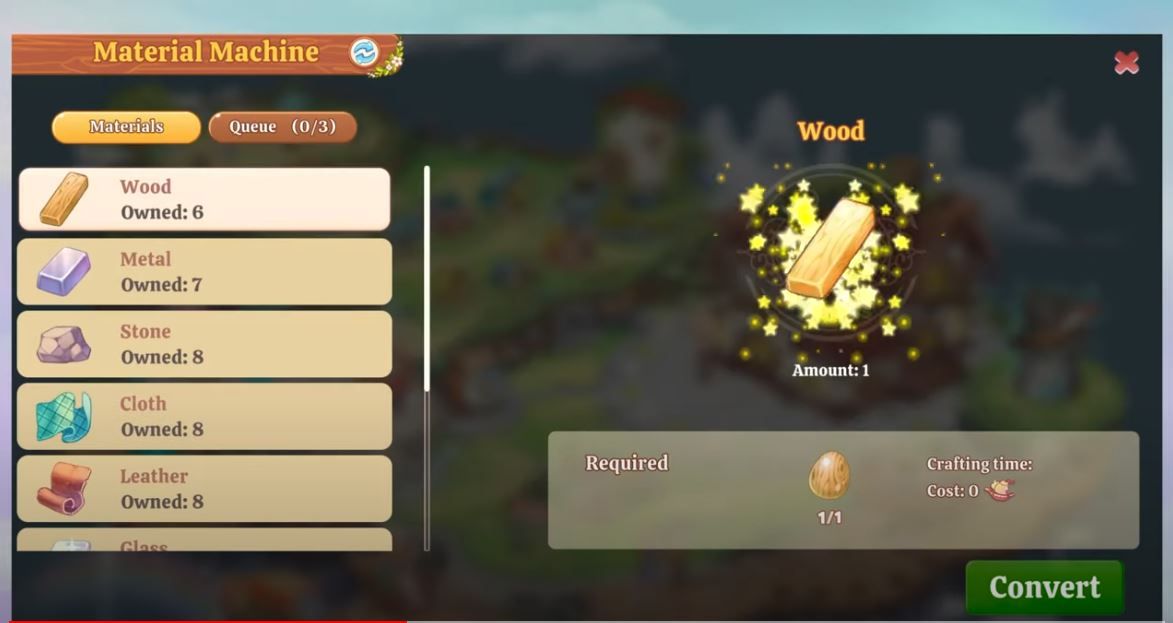 Material Machine
Materials
Queue (0/3)
Wood
Owned: 6
Metal
Owned: 7
Stone
Owned: 8
Cloth
Owned: 8
Leather
Owned: 8
Glass
Wood
Amount: 1
Required
1/1
Crafting time:
Cost: 0
Convert